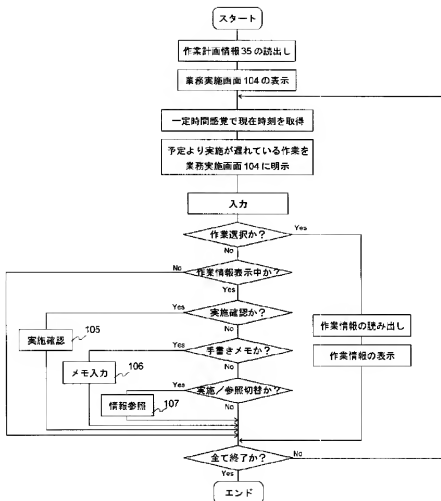 スタート
作業計画情報35の読出し
業務実施画面104の表示
一定時間感覚で現在時刻を取得
予定より実施が遅れている作業を
業務実施画面104に明示
入力
作業選択か?
Yes
No
No
作業情報表示中か?
Yes
Yes
実施確認か?
No
105
実施確認
作業情報の読み出し
Yes
手書きメモか?
No
106
メモ入力
作業情報の表示
Yes
実施/参照切替か?
No
107
情報参照
全て終了か?
No
Yes
エンド